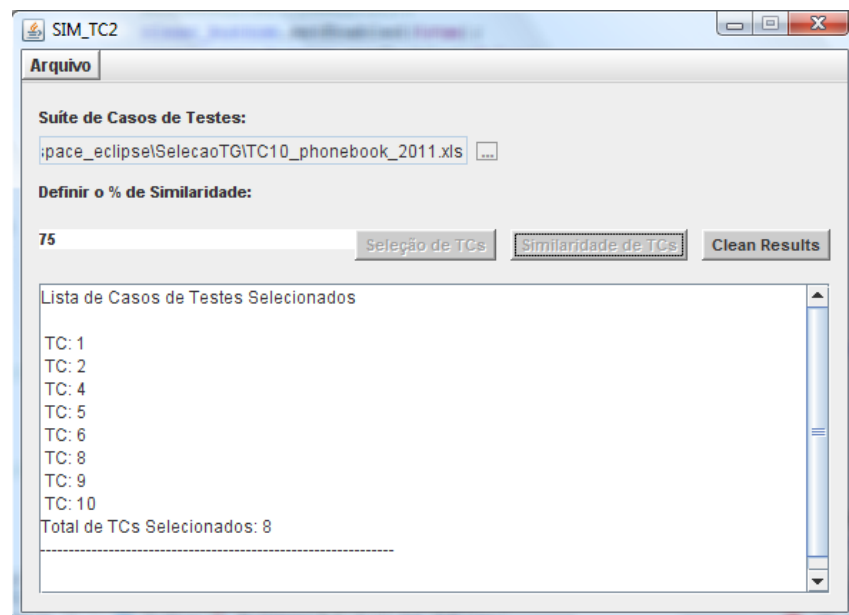 SIM_TC2
Arquivo
Suíte de Casos de Testes:
:pace_eclipse\SelecaoTG\TC10_phonebook_2011.xls ...
Definir o % de Similaridade:
75 Seleção de TCs Similaridade de TCs Clean Results
Lista de Casos de Testes Selecionados
TC: 1
TC: 2
TC: 4
TC: 5
TC: 6
TC: 8
TC: 9
TC: 10
Total de TCs Selecionados: 8
------------------------------------------------------------